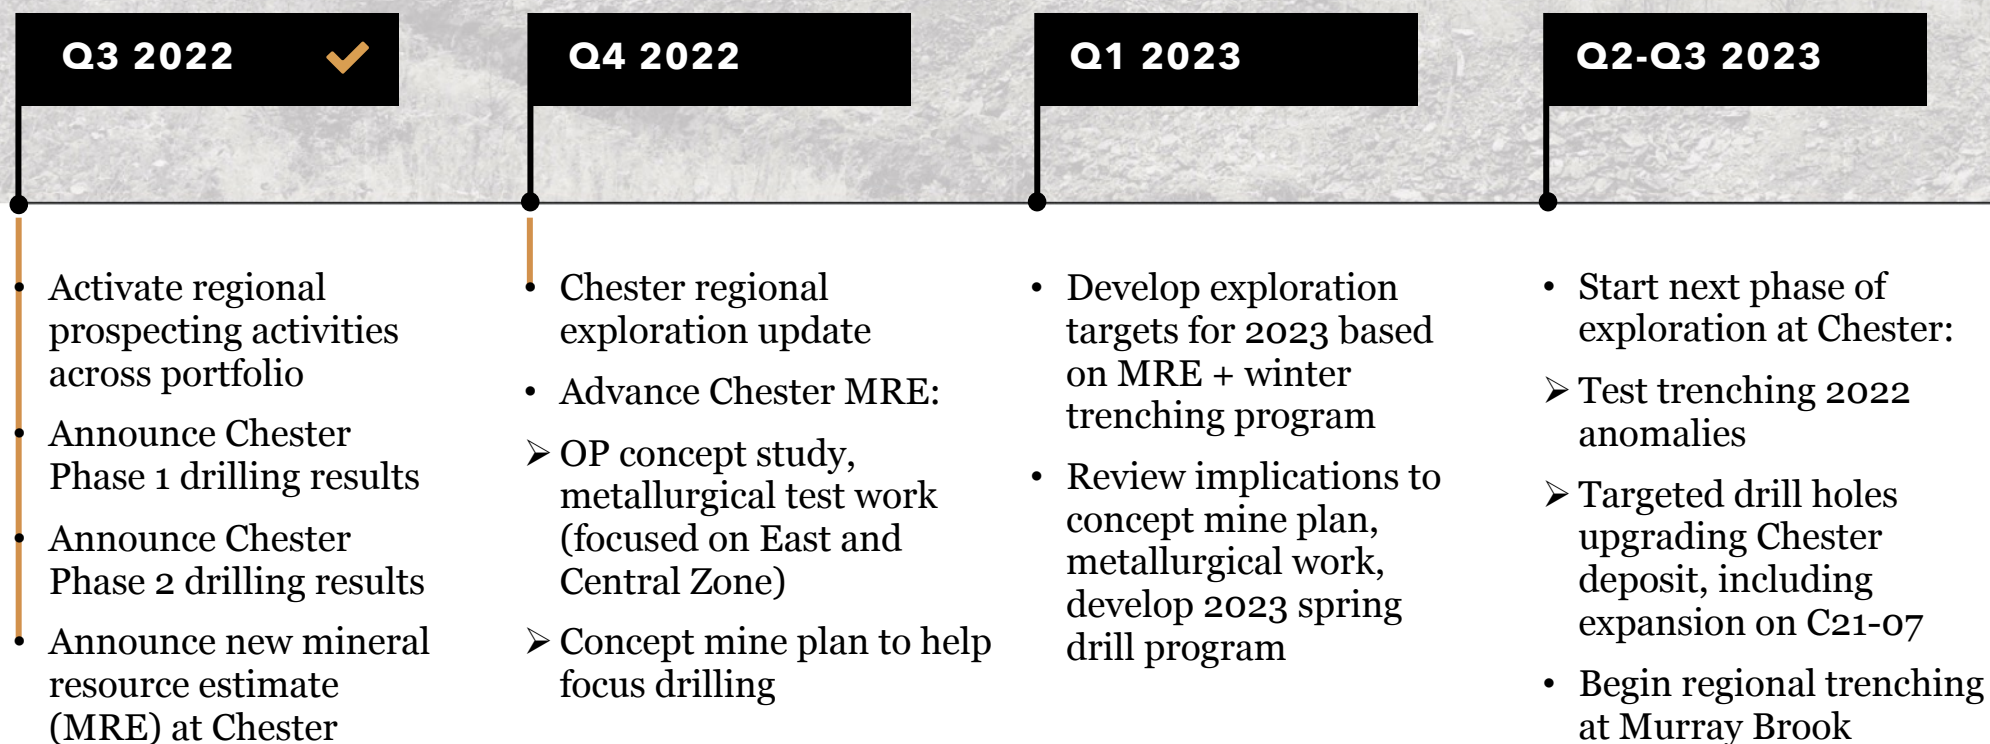 Q3 2022
• Activate regional
prospecting activities
across portfolio
• Announce Chester
Phase 1 drilling results
• Announce Chester
Phase 2 drilling results
• Announce new mineral
resource estimate
(MRE) at Chester
Q4 2022
• Chester regional
exploration update
• Advance Chester MRE:
➢ OP concept study,
metallurgical test work
(focused on East and
Central Zone)
➢ Concept mine plan to help
focus drilling
Q1 2023
• Develop exploration
targets for 2023 based
on MRE + winter
trenching program
• Review implications to
concept mine plan,
metallurgical work,
develop 2023 spring
drill program
Q2-Q3 2023
• Start next phase of
exploration at Chester:
➢ Test trenching 2022
anomalies
➢ Targeted drill holes
upgrading Chester
deposit, including
expansion on C21-07
• Begin regional trenching
at Murray Brook